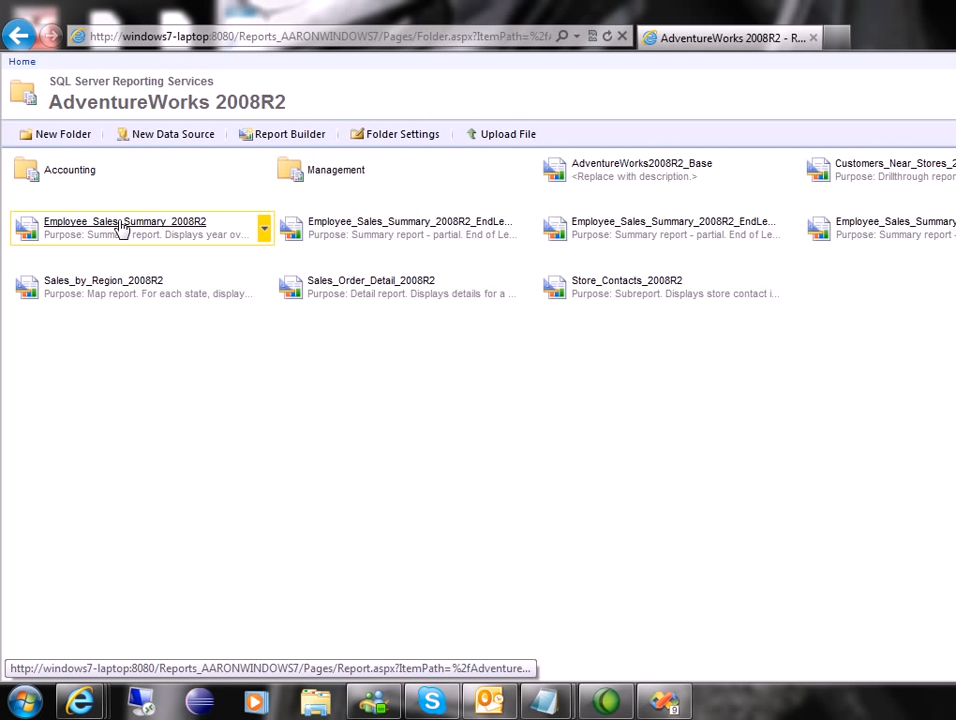 http://windows7-laptop:8080/Reports_AARONWINDOWS7/Pages/Folder.aspx?ItemPath=%2f/
AdventureWorks 2008R2 - R...
Home
SQL Server Reporting Services
AdventureWorks 2008R2
New Folder
New Data Source
Report Builder
Folder Settings
Upload File
Accounting
Management
AdventureWorks2008R2_Base
<Replace with description.>
Customers_Near_Stores_2
Purpose: Drillthrough repor
Employee_Sales_Summary_2008R2
Purpose: Summary report. Displays year ov...
Employee_Sales_Summary_2008R2_EndLe...
Purpose: Summary report - partial. End of Le...
Employee_Sales_Summary_2008R2_EndLe...
Purpose: Summary report - partial. End of Le...
Employee_Sales_Summary
Purpose: Summary report -
Sales_by_Region_2008R2
Purpose: Map report. For each state, display...
Sales_Order_Detail_2008R2
Purpose: Detail report. Displays details for a ...
Store_Contacts_2008R2
Purpose: Subreport. Displays store contact i...
http://windows7-laptop:8080/Reports_AARONWINDOWS7/Pages/Report.aspx?ItemPath=%2fAdventure...
9